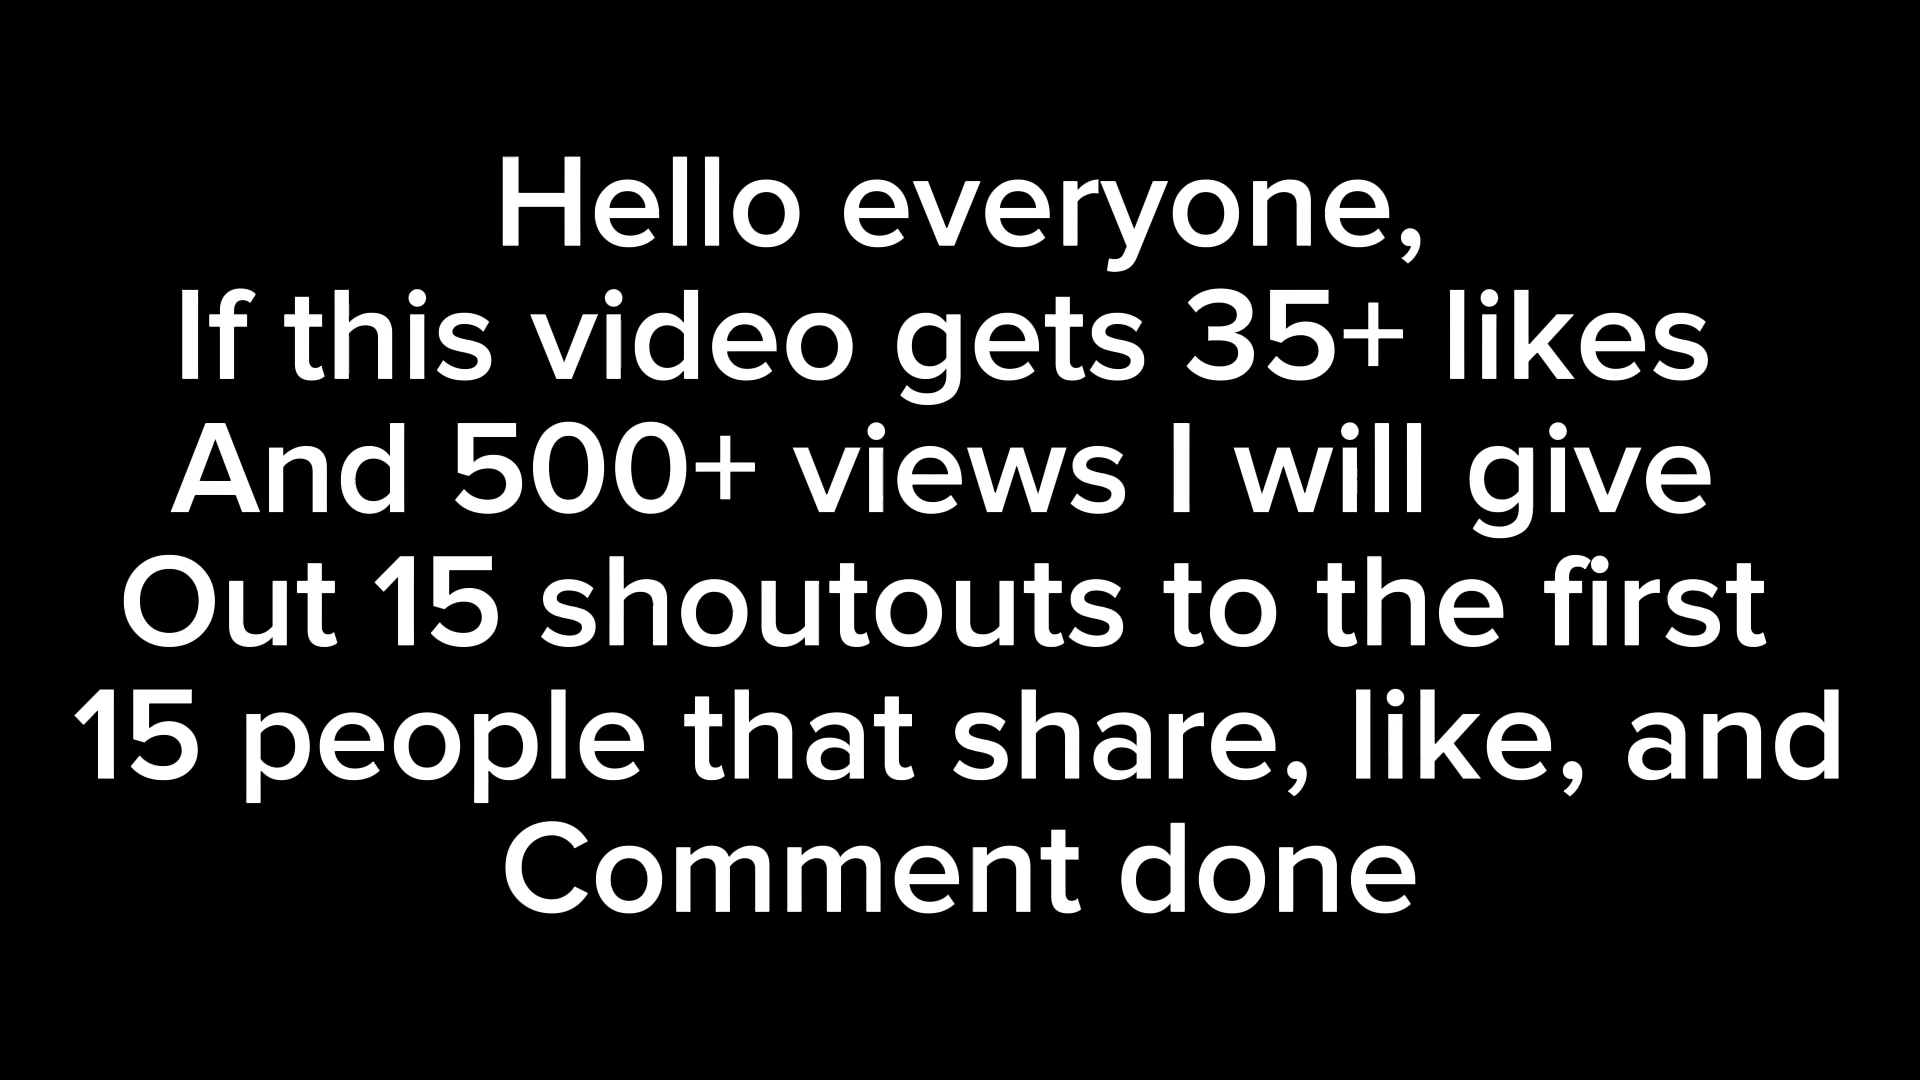 Hello everyone,
If this video gets 35+ likes
And 500+ views I will give
Out 15 shoutouts to the first
15 people that share, like, and
Comment done